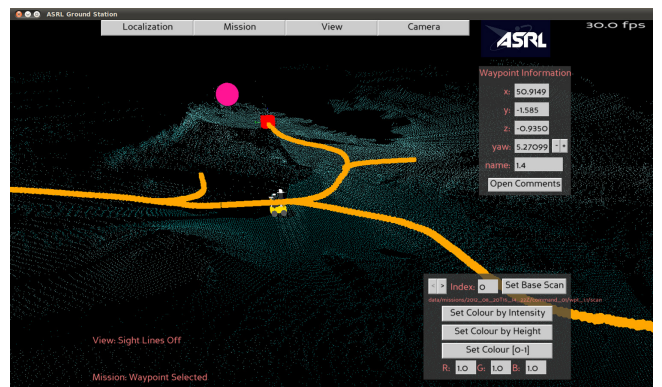 ASRL Ground Station
Localization Mission View Camera
ASRL
30.0 fps
Waypoint Information
x: 50.9149
y: -1.585
z: -0.9350
yaw: 5.27099 - +
name: 1.4
Open Comments
< > Index: 0 Set Base Scan
Set Colour by Intensity
Set Colour by Height
Set Colour [0-1]
R: 1.0 G: 1.0 B: 1.0
View: Sight Lines Off
Mission: Waypoint Selected